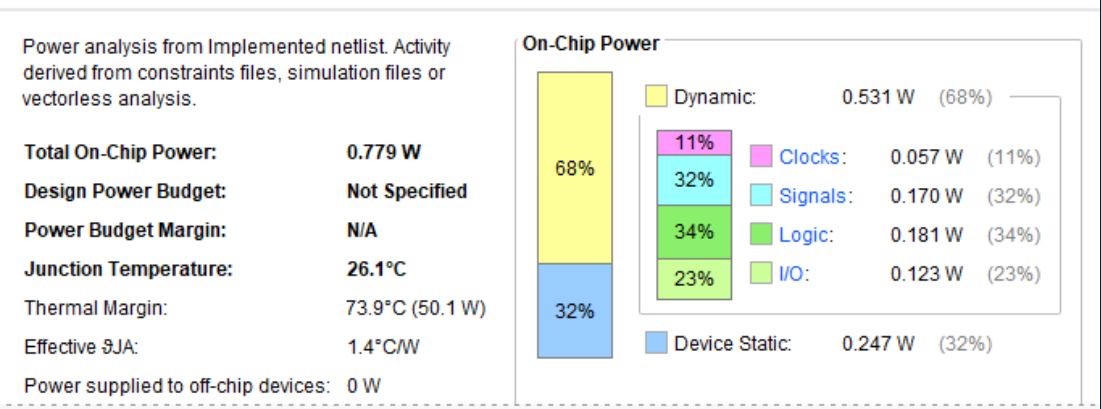 Power analysis from Implemented netlist. Activity
derived from constraints files, simulation files or
vectorless analysis.
Total On-Chip Power: 0.779 W
Design Power Budget: Not Specified
Power Budget Margin: N/A
Junction Temperature: 26.1°C
Thermal Margin: 73.9°C (50.1 W)
Effective ϑJA: 1.4°C/W
Power supplied to off-chip devices: 0 W
On-Chip Power
68%
32%
Dynamic: 0.531 W (68%)
11%
32%
34%
23%
Clocks: 0.057 W (11%)
Signals: 0.170 W (32%)
Logic: 0.181 W (34%)
I/O: 0.123 W (23%)
Device Static: 0.247 W (32%)